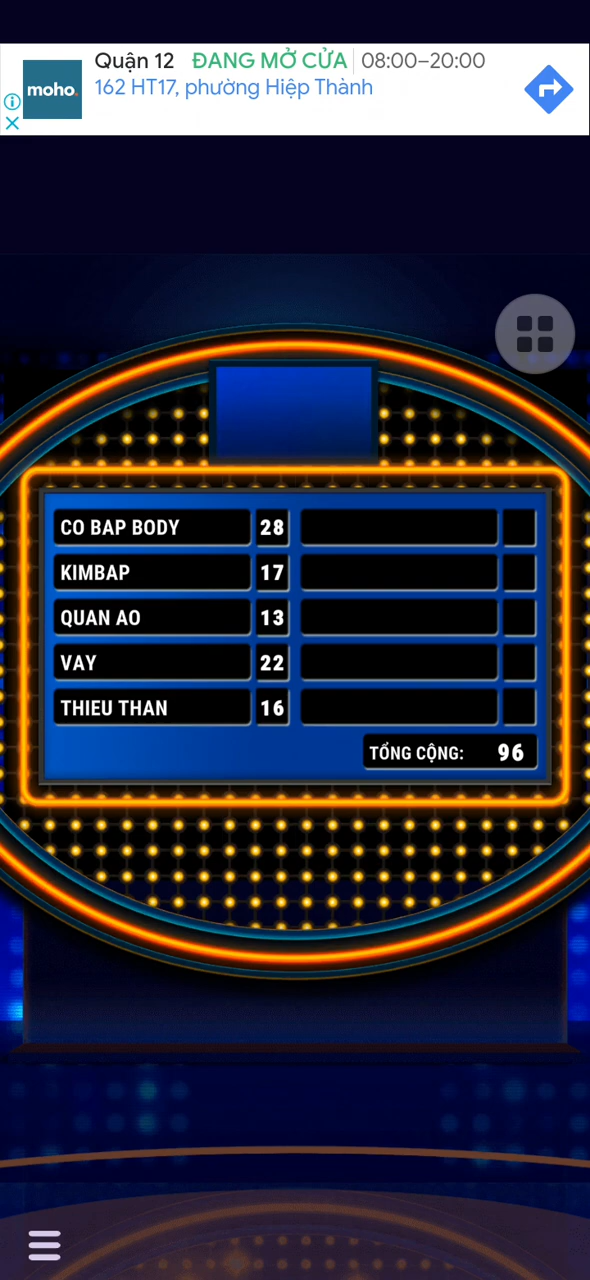 Quận 12 ĐANG MỞ CỬA 08:00–20:00
moho.
162 HT17, phường Hiệp Thành
CO BAP BODY 28
KIMBAP 17
QUAN AO 13
VAY 22
THIEU THAN 16
TỔNG CỘNG: 96